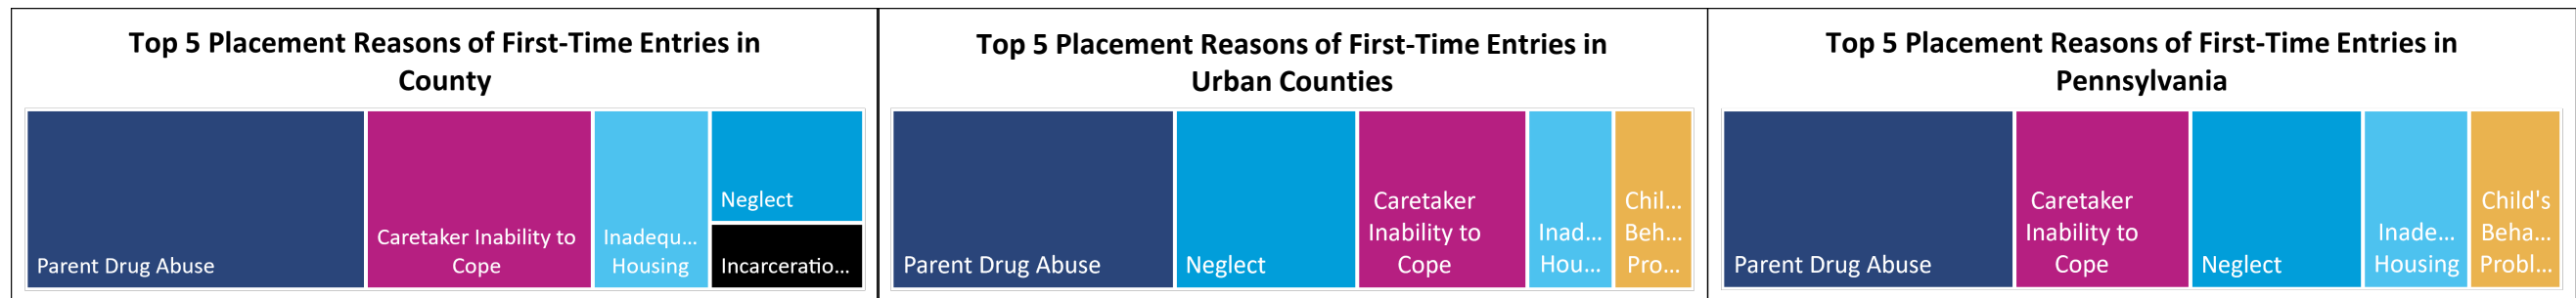 Top 5 Placement Reasons of First-Time Entries in
County
Parent Drug Abuse
Caretaker Inability to
Cope
Inadequ...
Housing
Neglect
Incarceratio...
Top 5 Placement Reasons of First-Time Entries in
Urban Counties
Parent Drug Abuse
Neglect
Caretaker
Inability to
Cope
Inad...
Hou...
Chil...
Beh...
Pro...
Top 5 Placement Reasons of First-Time Entries in
Pennsylvania
Parent Drug Abuse
Caretaker
Inability to
Cope
Neglect
Inade...
Housing
Child's
Beha...
Probl...